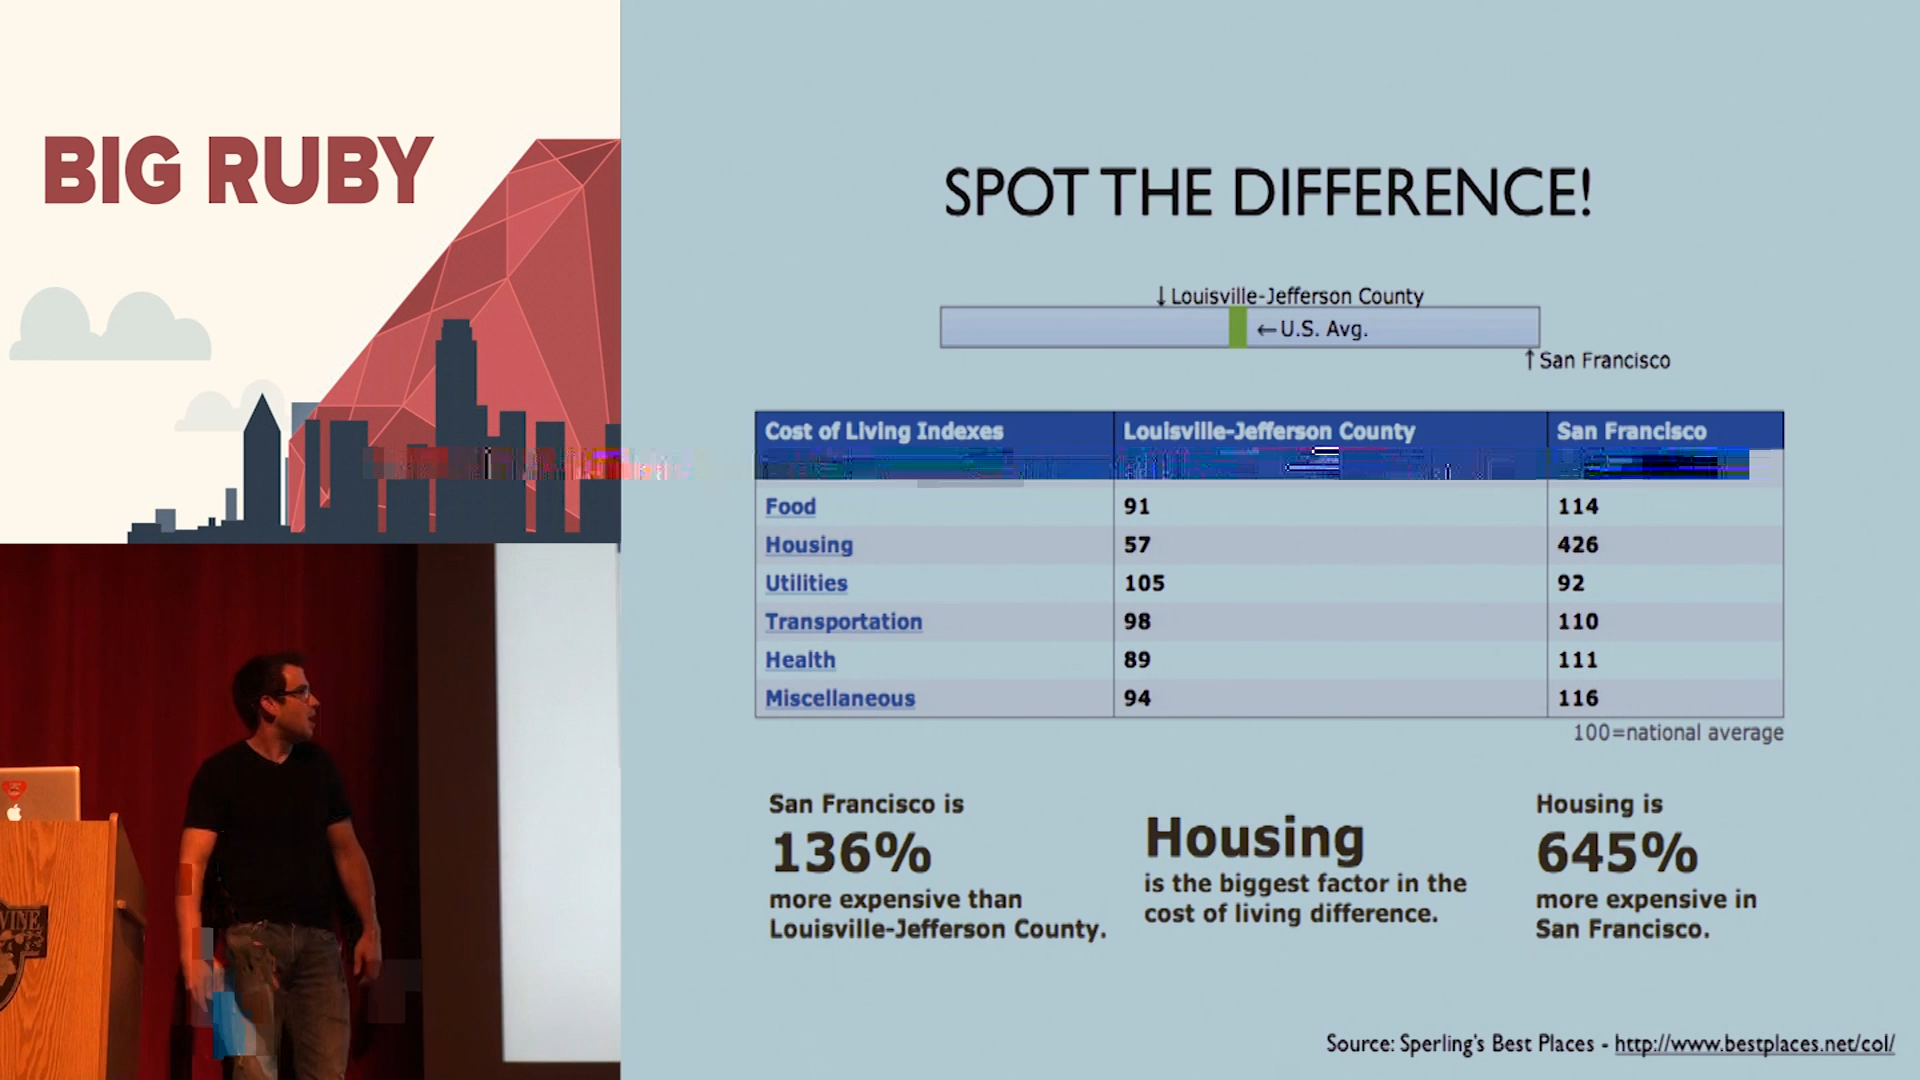 BIG RUBY
SPOT THE DIFFERENCE!
↓Louisville-Jefferson County
←U.S. Avg.
↑San Francisco
Cost of Living Indexes Louisville-Jefferson County San Francisco
Food 91 114
Housing 57 426
Utilities 105 92
Transportation 98 110
Health 89 111
Miscellaneous 94 116
100=national average
San Francisco is
136%
more expensive than
Louisville-Jefferson County.
Housing
is the biggest factor in the
cost of living difference.
Housing is
645%
more expensive in
San Francisco.
Source: Sperling's Best Places - http://www.bestplaces.net/col/
VINE